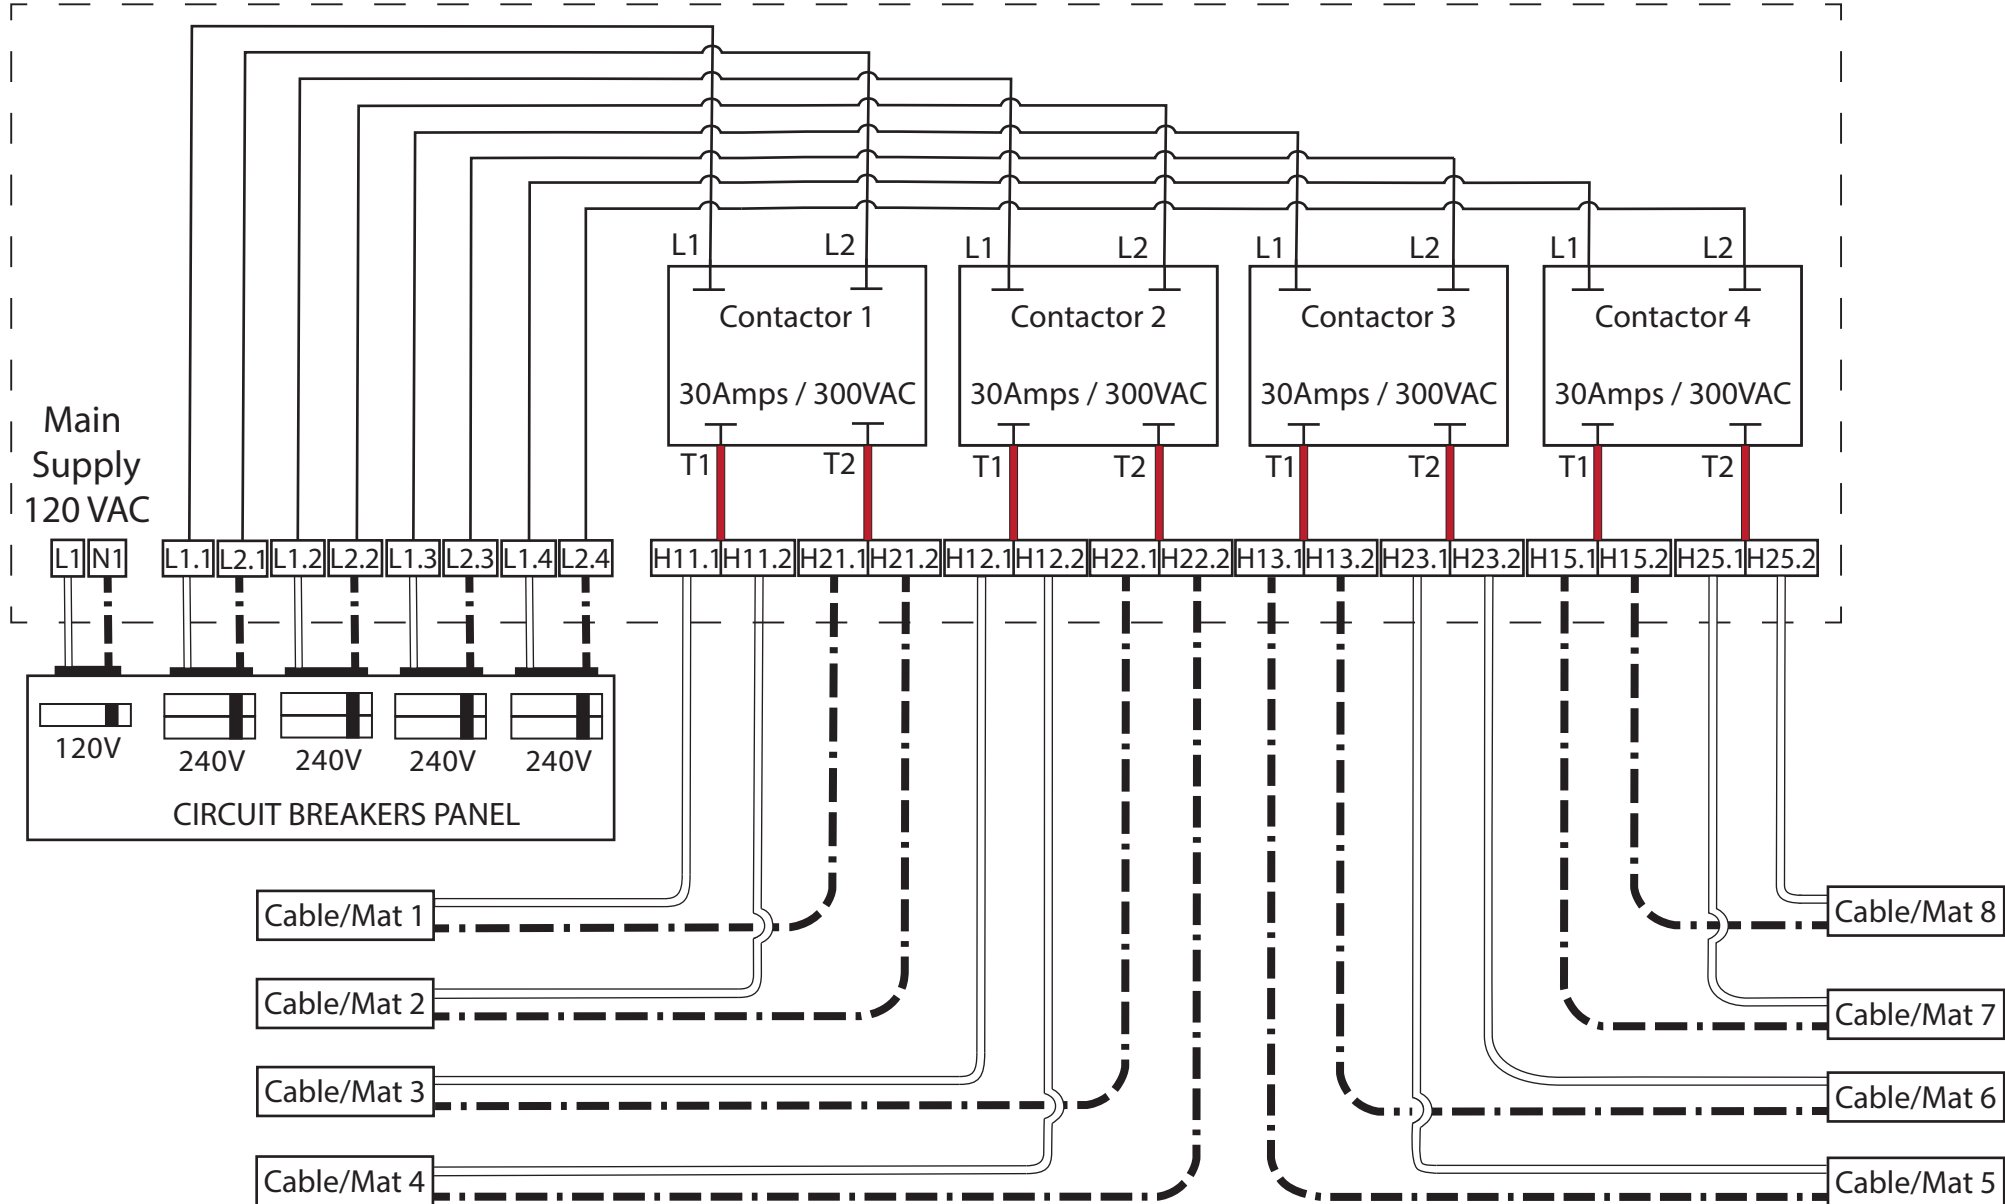 L1 L2 L1 L2 L1 L2 L1 L2
Contactor 1 Contactor 2 Contactor 3 Contactor 4
30Amps / 300VAC 30Amps / 300VAC 30Amps / 300VAC 30Amps / 300VAC
T1 T2 T1 T2 T1 T2 T1 T2
Main
Supply
120 VAC
L1 N1 L1.1 L2.1 L1.2 L2.2 L1.3 L2.3 L1.4 L2.4 H11.1 H11.2 H21.1 H21.2 H12.1 H12.2 H22.1 H22.2 H13.1 H13.2 H23.1 H23.2 H15.1 H15.2 H25.1 H25.2
120V 240V 240V 240V 240V
CIRCUIT BREAKERS PANEL
Cable/Mat 1 Cable/Mat 8
Cable/Mat 2 Cable/Mat 7
Cable/Mat 3 Cable/Mat 6
Cable/Mat 4 Cable/Mat 5